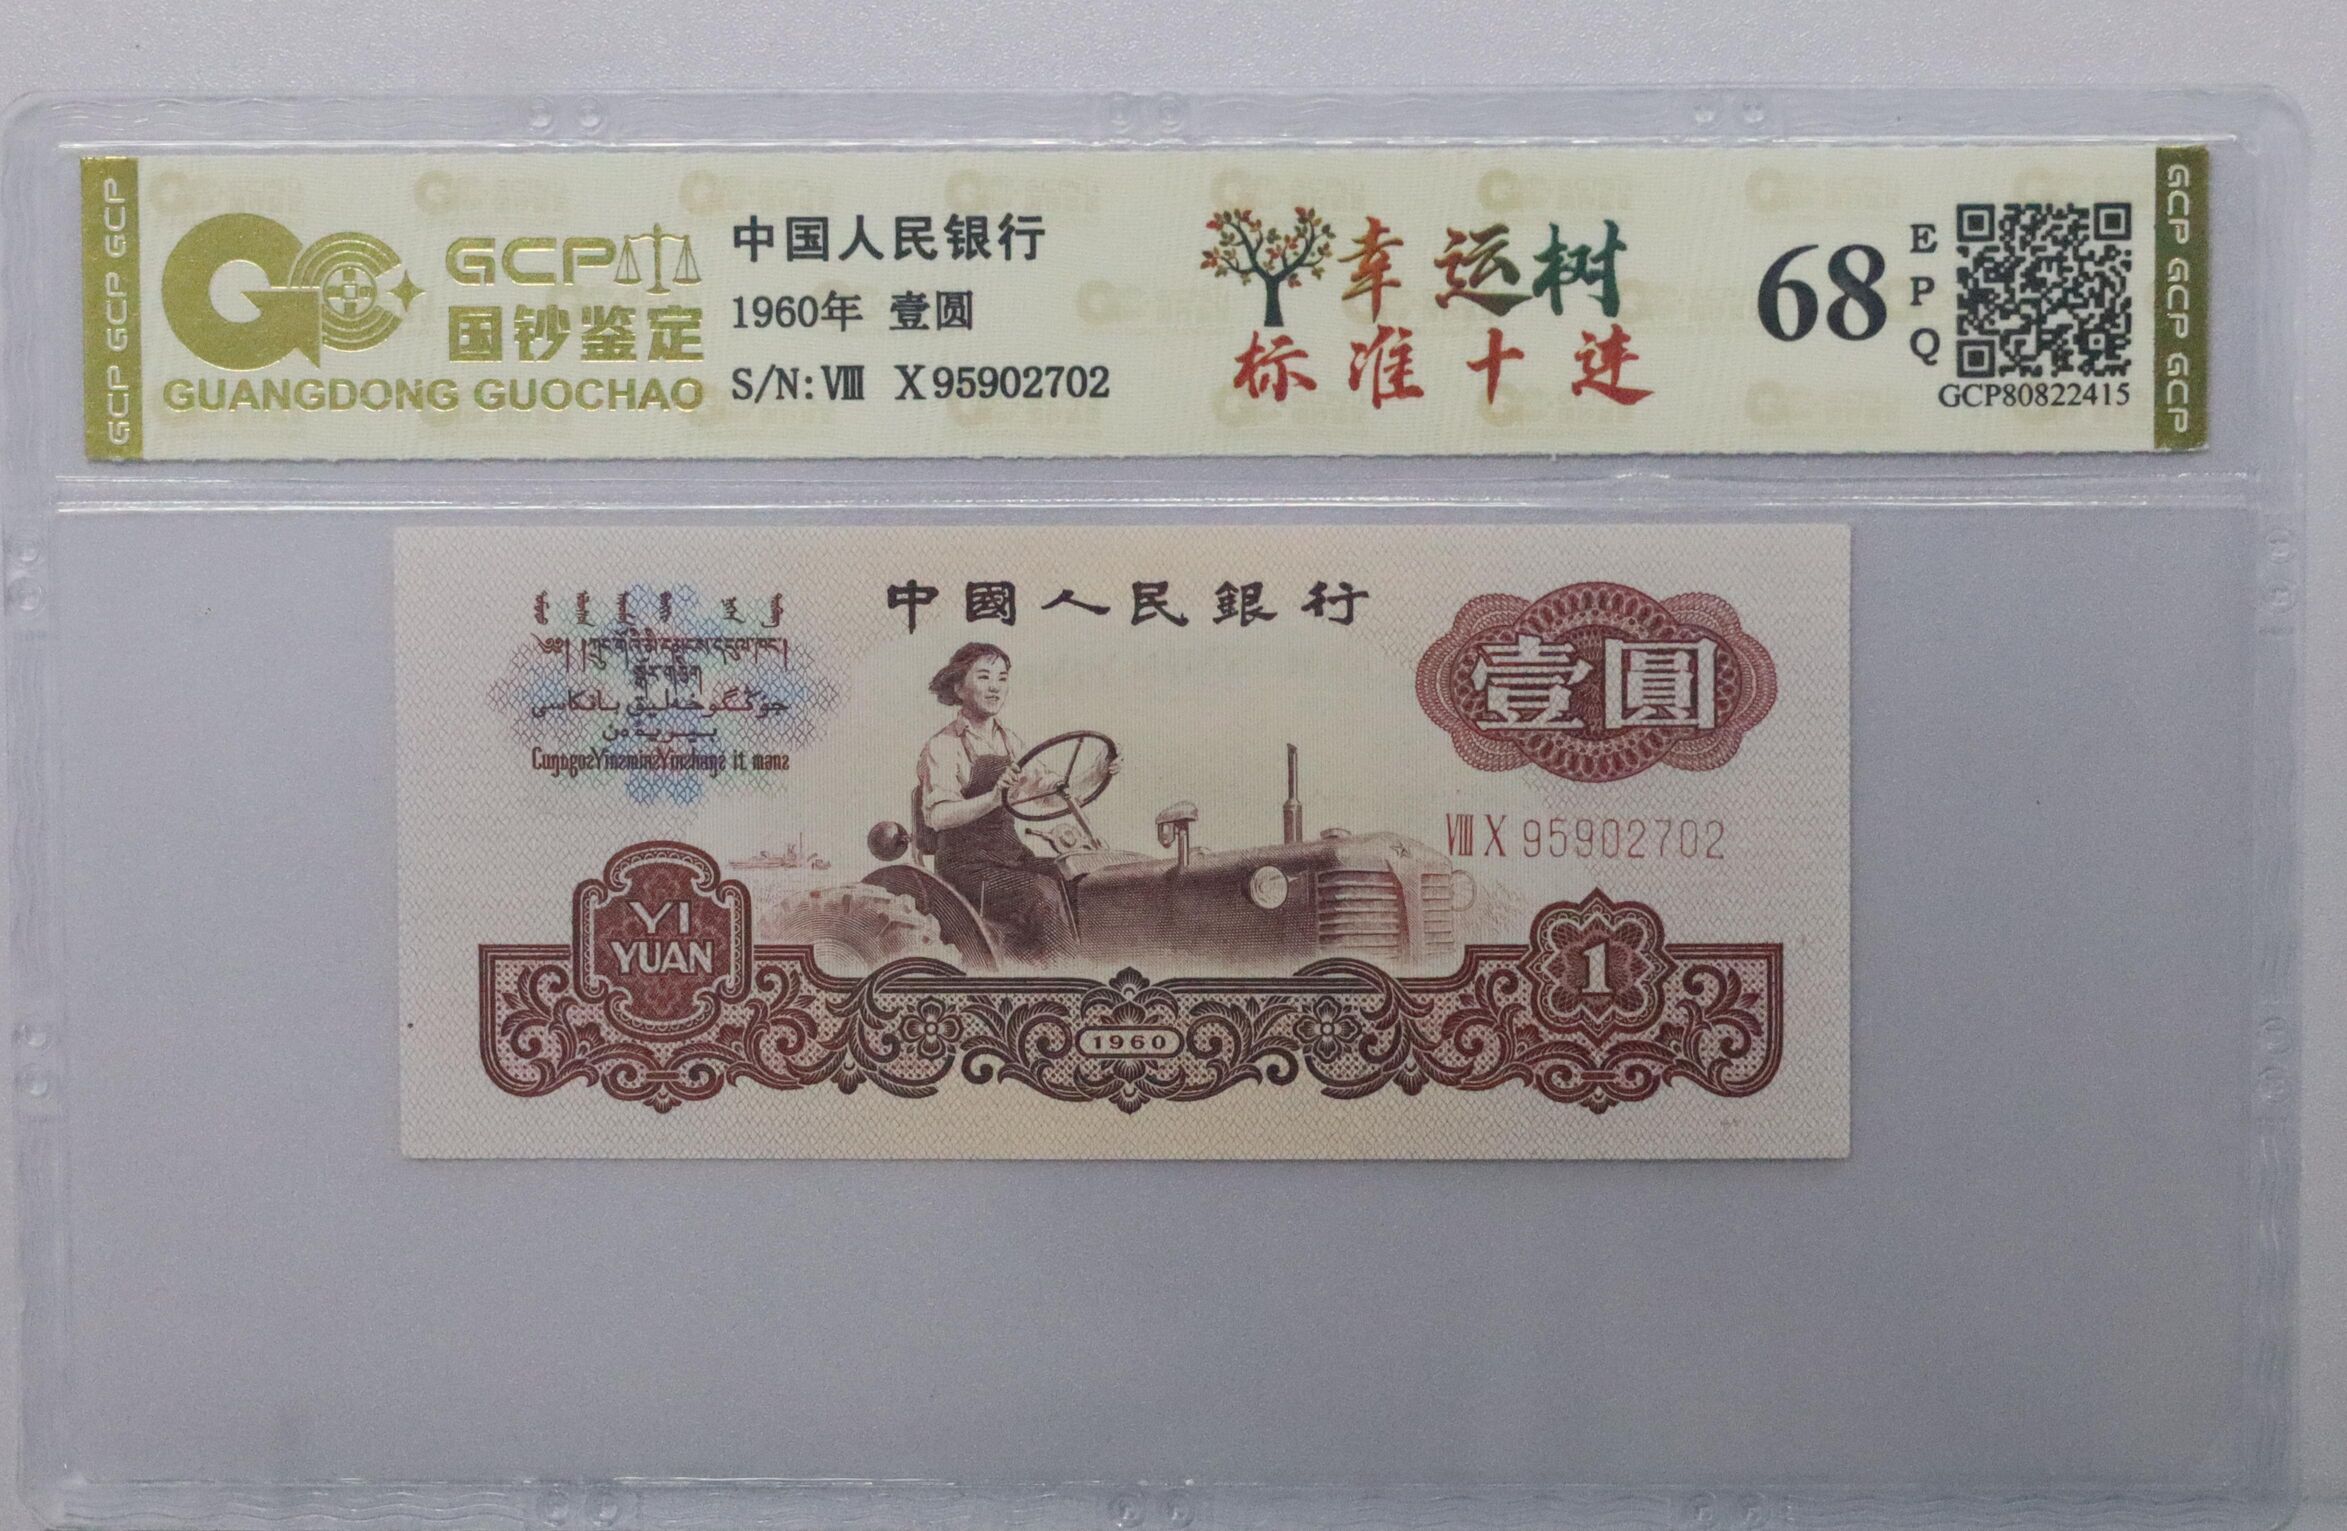 GCP GCP GCP
GCP
国钞鉴定
GUANGDONG GUOCHAO
中国人民银行
1960年 壹圆
S/N: Ⅷ X95902702
幸运树
标准十进
68
E
P
Q
GCP80822415
GCP GCP GCP
中國人民銀行
壹圓
Ⅷ X 95902702
YI
YUAN
1
1960